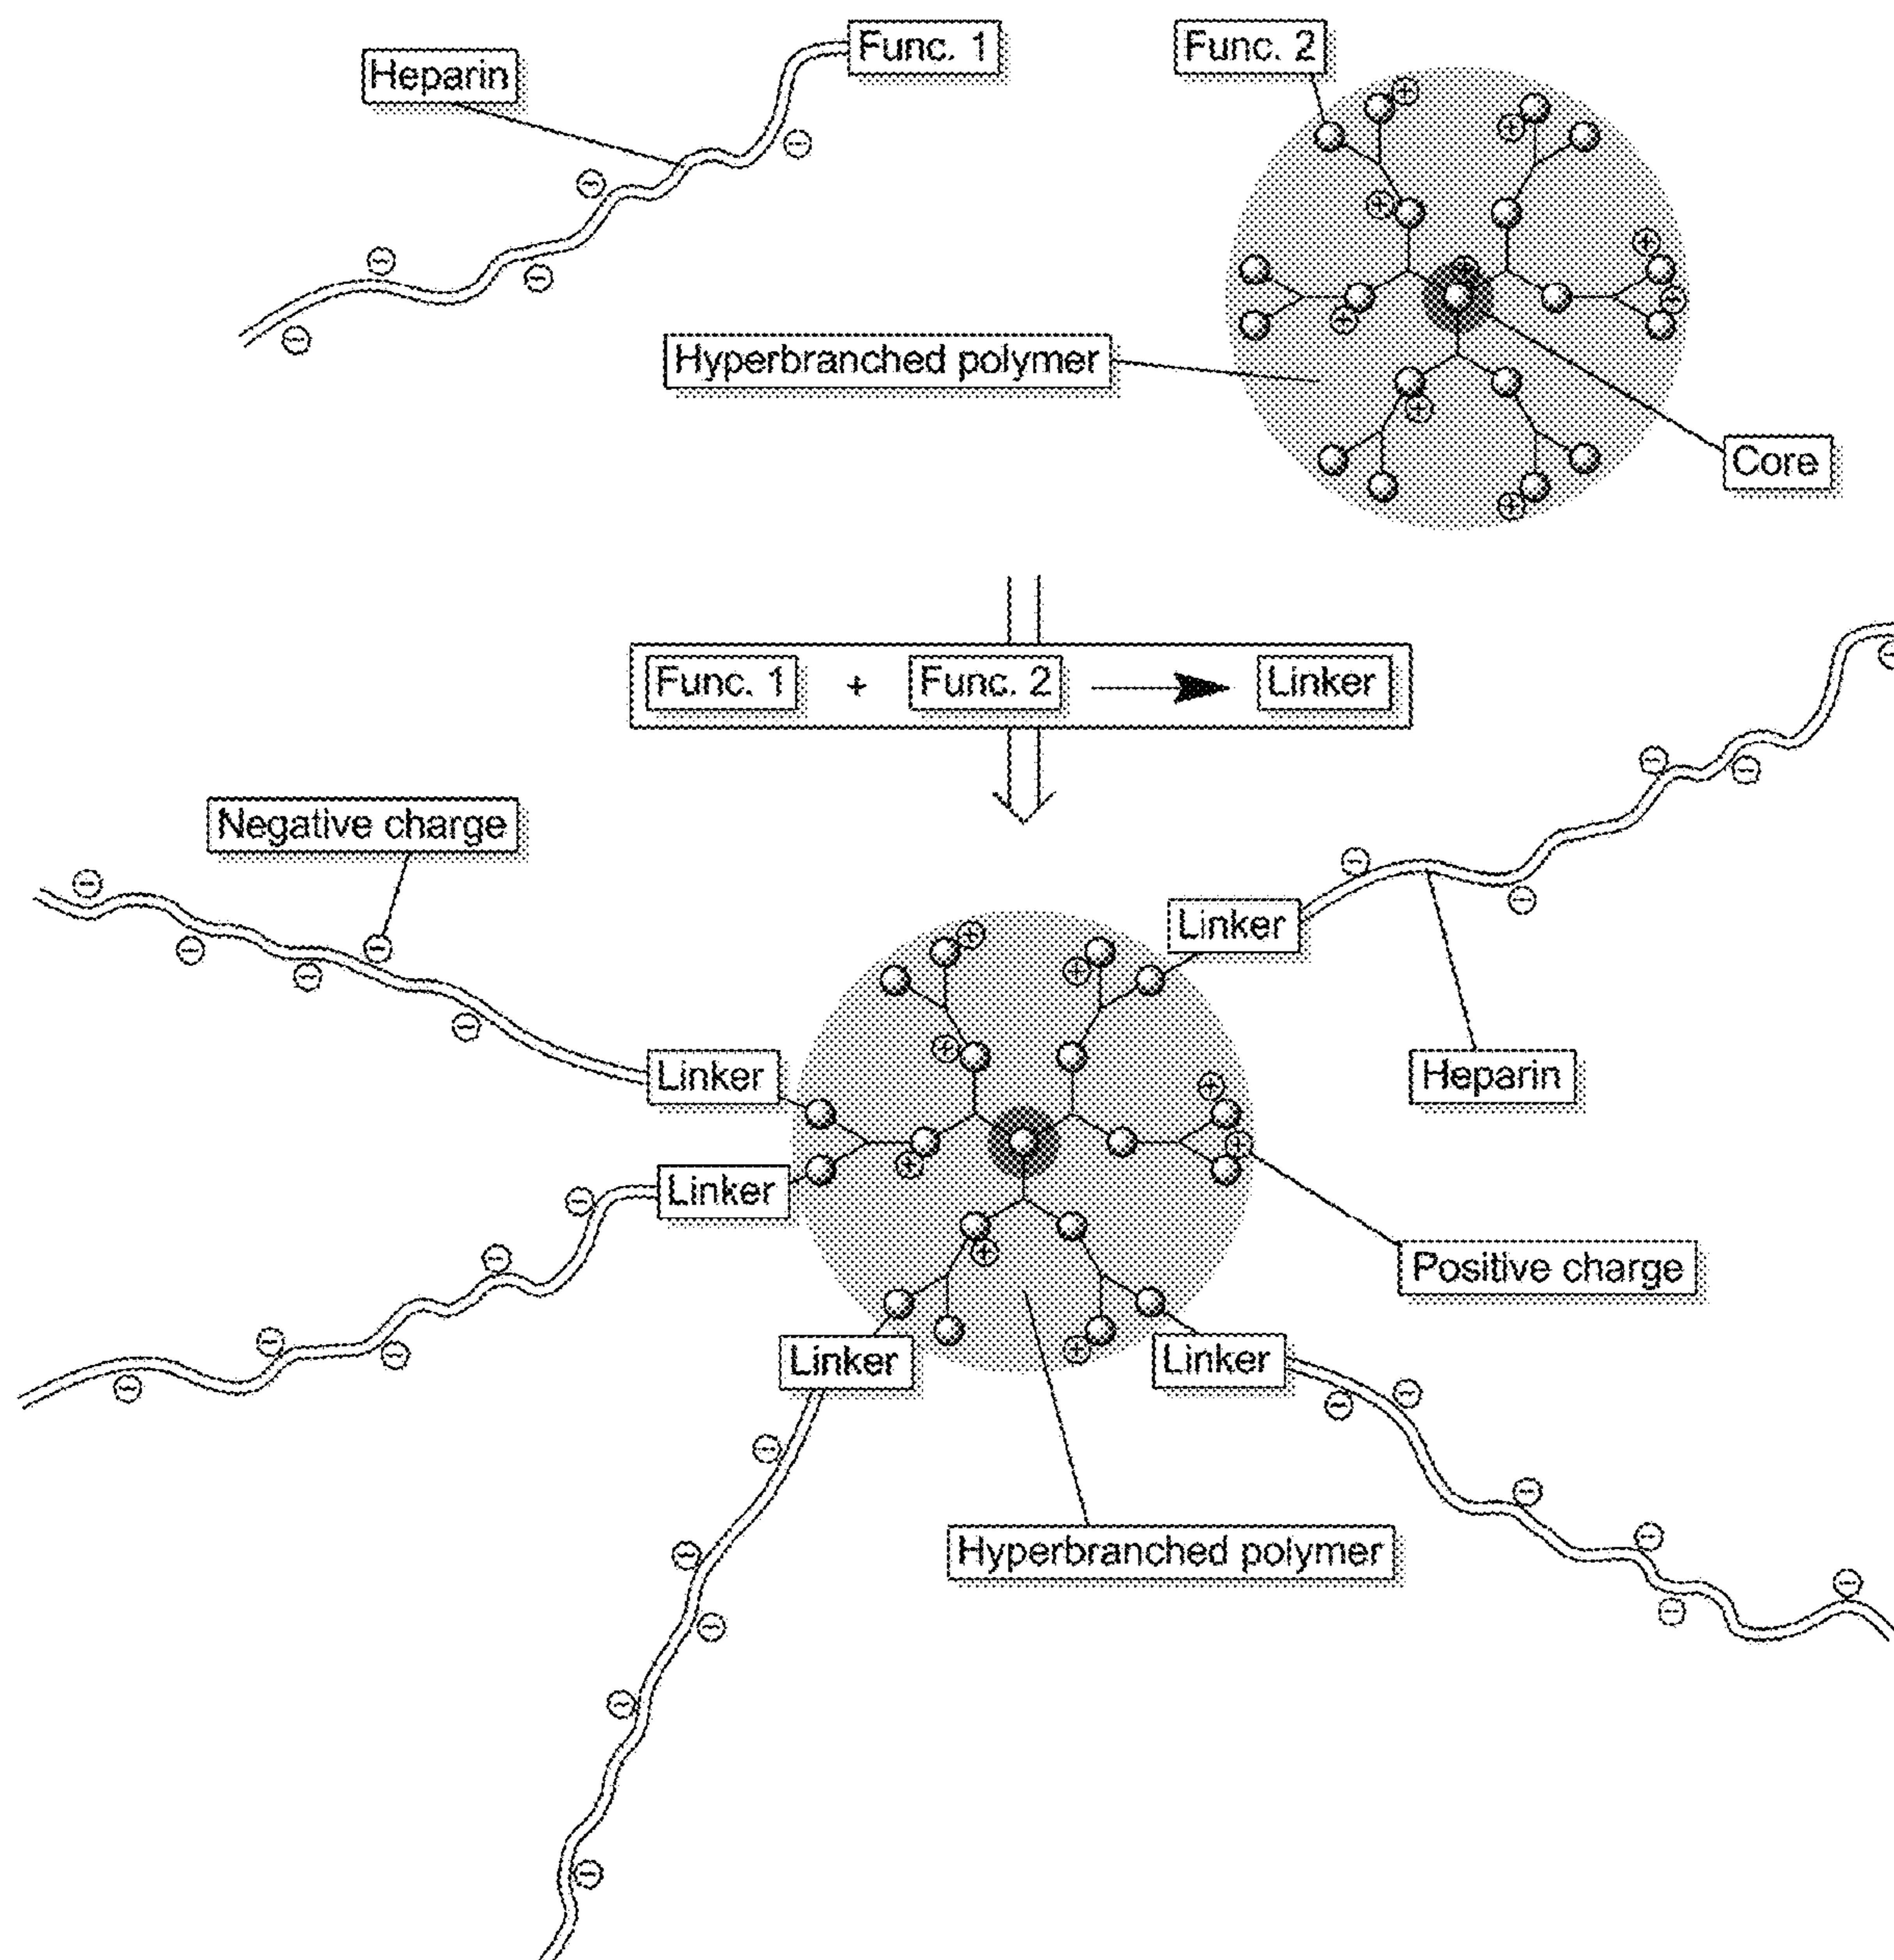 Func. 1
Func. 2
Heparin
Hyperbranched polymer
Core
Func. 1 + Func. 2 Linker
Negative charge
Linker
Linker
Heparin
Linker
Positive charge
Linker
Linker
Hyperbranched polymer